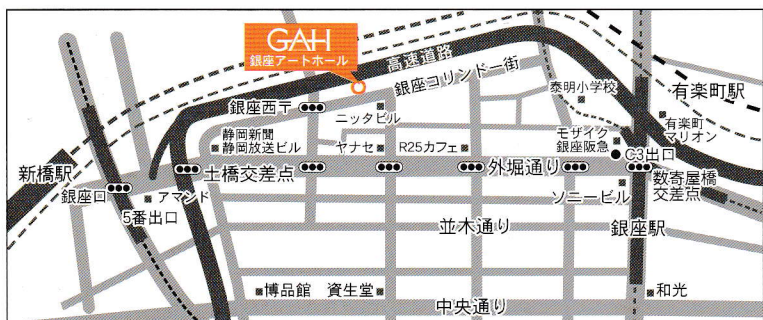 GAH
銀座アートホール
高速道路
銀座コリンドー街
銀座西〒
ニッタビル
泰明小学校
有楽町駅
有楽町
マリオン
静岡新聞
静岡放送ビル
ヤナセ
R25カフェ
モザイク
銀座阪急
C3出口
新橋駅
銀座口
アマンド
5番出口
土橋交差点
外堀通り
ソニービル
数寄屋橋
交差点
並木通り
銀座駅
博品館
資生堂
和光
中央通り